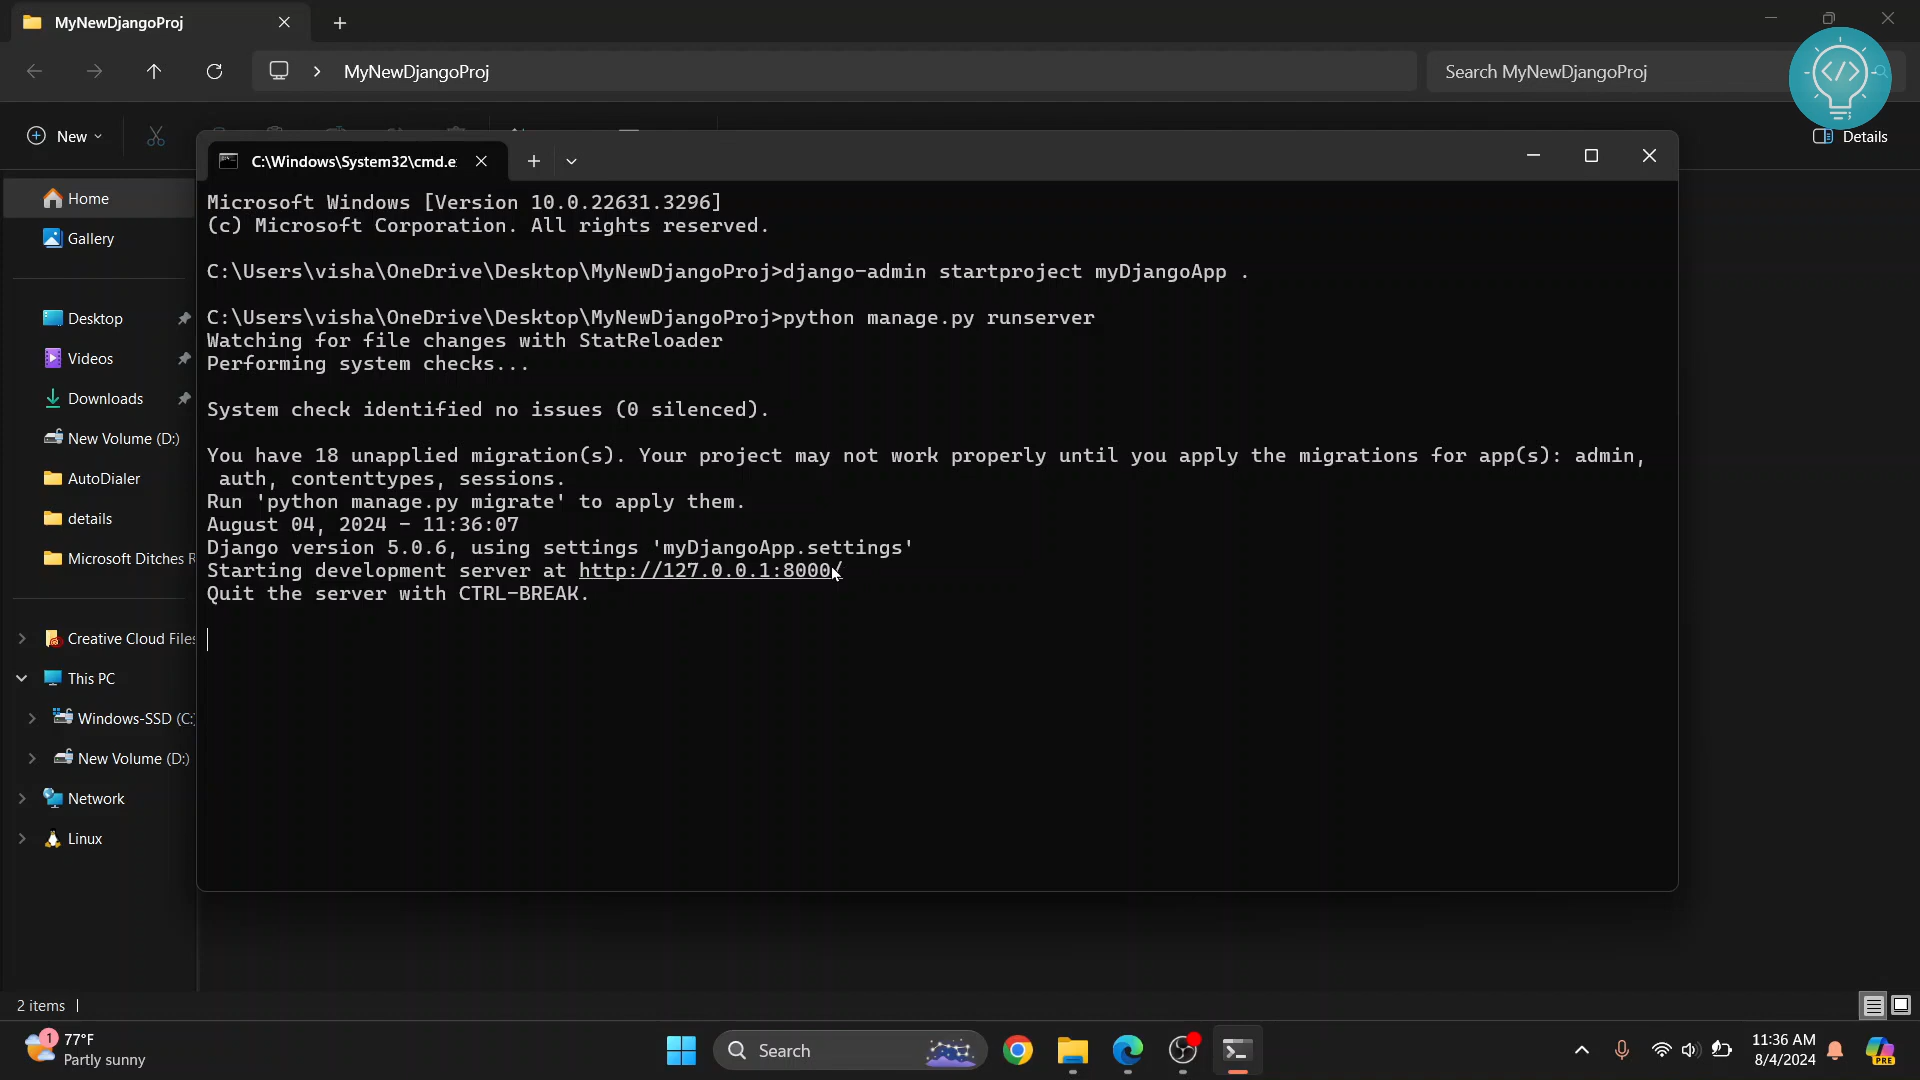 MyNewDjangoProj
MyNewDjangoProj
Search MyNewDjangoProj
New
Details
C:\Windows\System32\cmd.e
Home
Gallery
Desktop
Videos
Downloads
New Volume (D:)
AutoDialer
details
Microsoft Ditches R
Creative Cloud Files
This PC
Windows-SSD (C:)
New Volume (D:)
Network
Linux
Microsoft Windows [Version 10.0.22631.3296]
(c) Microsoft Corporation. All rights reserved.
C:\Users\visha\OneDrive\Desktop\MyNewDjangoProj>django-admin startproject myDjangoApp .
C:\Users\visha\OneDrive\Desktop\MyNewDjangoProj>python manage.py runserver
Watching for file changes with StatReloader
Performing system checks...
System check identified no issues (0 silenced).
You have 18 unapplied migration(s). Your project may not work properly until you apply the migrations for app(s): admin,
auth, contenttypes, sessions.
Run 'python manage.py migrate' to apply them.
August 04, 2024 - 11:36:07
Django version 5.0.6, using settings 'myDjangoApp.settings'
Starting development server at http://127.0.0.1:8000/
Quit the server with CTRL-BREAK.
2 items
1
77°F
Partly sunny
Search
11:36 AM
8/4/2024
PRE